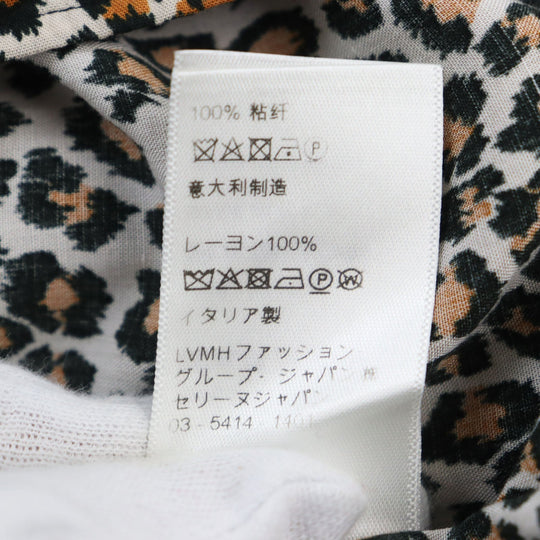 100% 粘纤
意大利制造
レーヨン100%
イタリア製
LVMHファッション
グループ- ジャパン ㈱
セリーヌジャパン
03 - 5414